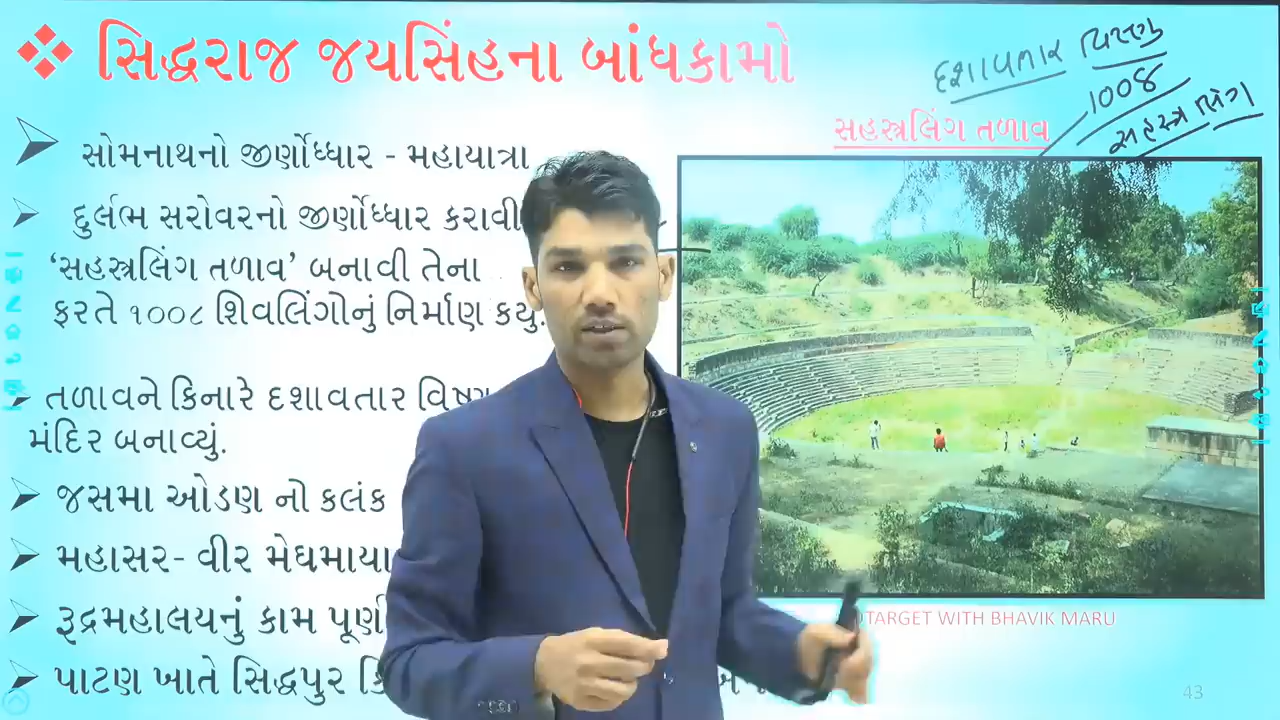 સિદ્ધરાજ જયસિંહના બાંધકામો
દશાવતાર વિષ્ણુ
1008
સહસ્ત્ર લિંગ
સહસ્ત્રલિંગ તળાવ
સોમનાથનો જીર્ણોધ્ધાર - મહાયાત્રા
દુર્લભ સરોવરનો જીર્ણોધ્ધાર કરાવી
‘સહસ્ત્રલિંગ તળાવ’ બનાવી તેના
ફરતે ૧૦૦૮ શિવલિંગોનું નિર્માણ કર્યુ.
તળાવને કિનારે દશાવતાર
મંદિર બનાવ્યું.
જસમા ઓડણ નો કલંક
મહાસર- વીર મેઘમાયા
રૂદ્રમહાલયનું કામ પૂર્ણ
પાટણ ખાતે સિદ્ધપુર
TARGET WITH BHAVIK MARU
43